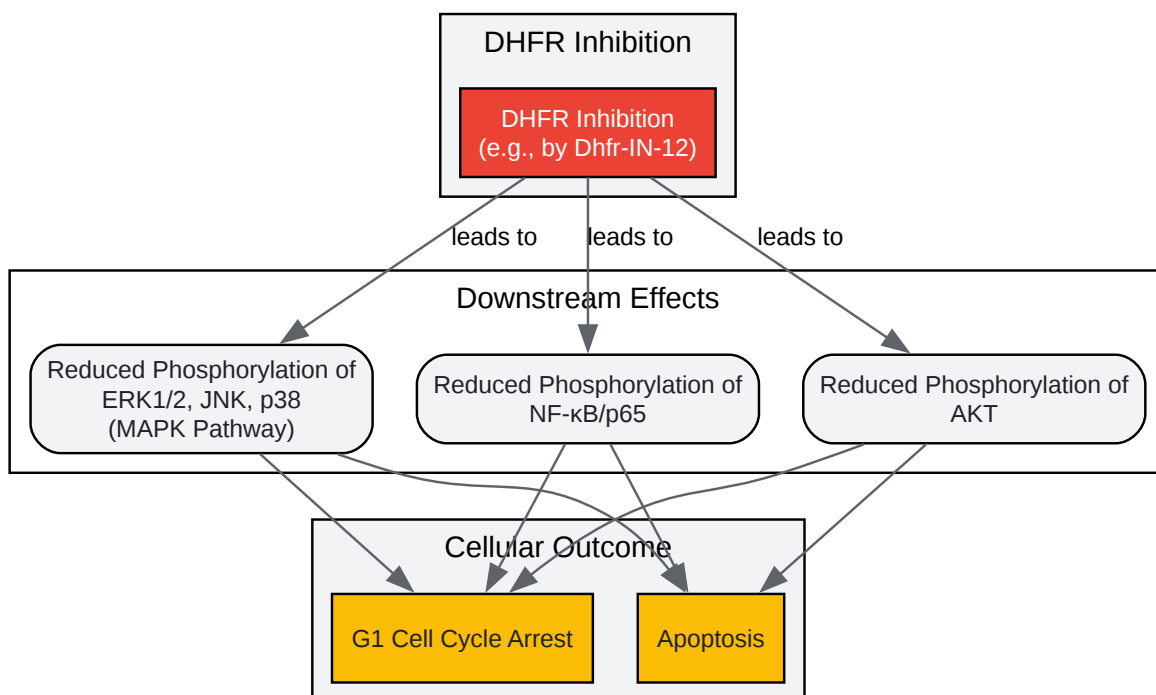 DHFR Inhibition
DHFR Inhibition
(e.g., by Dhfr-IN-12)
leads to
leads to
leads to
Downstream Effects
Reduced Phosphorylation of
ERK1/2, JNK, p38
(MAPK Pathway)
Reduced Phosphorylation of
NF-κB/p65
Reduced Phosphorylation of
AKT
Cellular Outcome
G1 Cell Cycle Arrest
Apoptosis